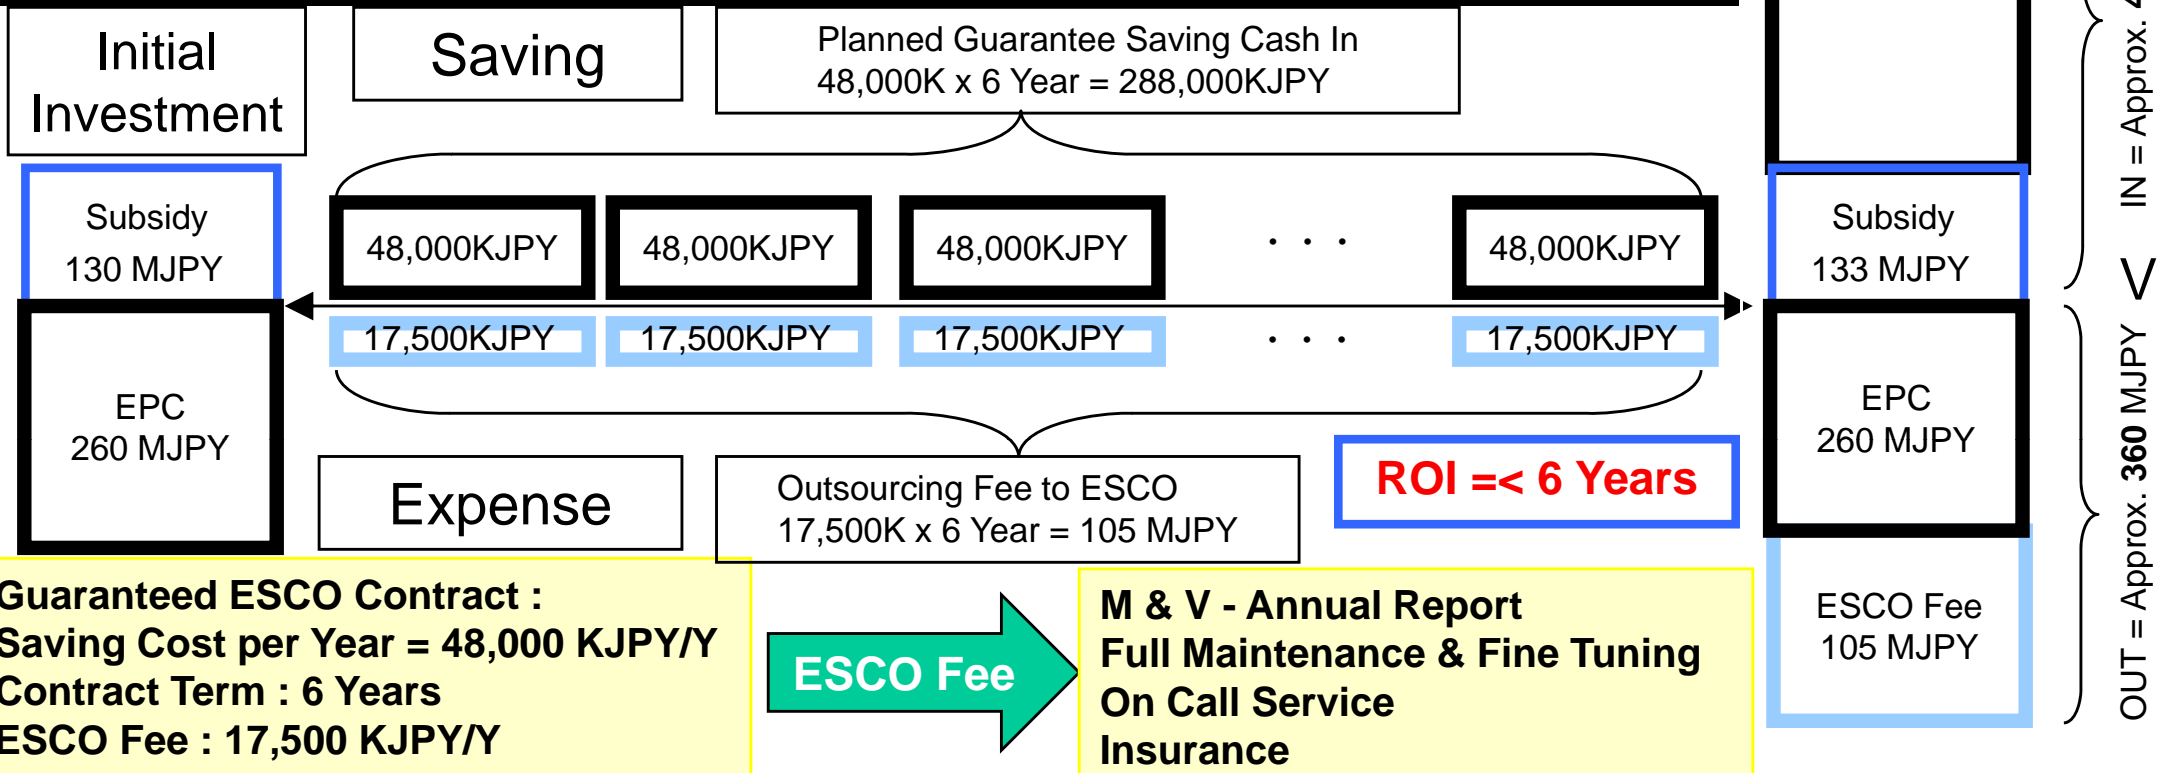 Initial
Investment
Saving
Planned Guarantee Saving Cash In
48,000K x 6 Year = 288,000KJPY
Subsidy
130 MJPY
48,000KJPY
48,000KJPY
48,000KJPY
・・・
48,000KJPY
Subsidy
133 MJPY
17,500KJPY
17,500KJPY
17,500KJPY
・・・
17,500KJPY
EPC
260 MJPY
EPC
260 MJPY
Expense
Outsourcing Fee to ESCO
17,500K x 6 Year = 105 MJPY
ROI =< 6 Years
Guaranteed ESCO Contract :
Saving Cost per Year = 48,000 KJPY/Y
Contract Term : 6 Years
ESCO Fee : 17,500 KJPY/Y
ESCO Fee
M & V - Annual Report
Full Maintenance & Fine Tuning
On Call Service
Insurance
ESCO Fee
105 MJPY
IN = Approx.
V
OUT = Approx. 360 MJPY